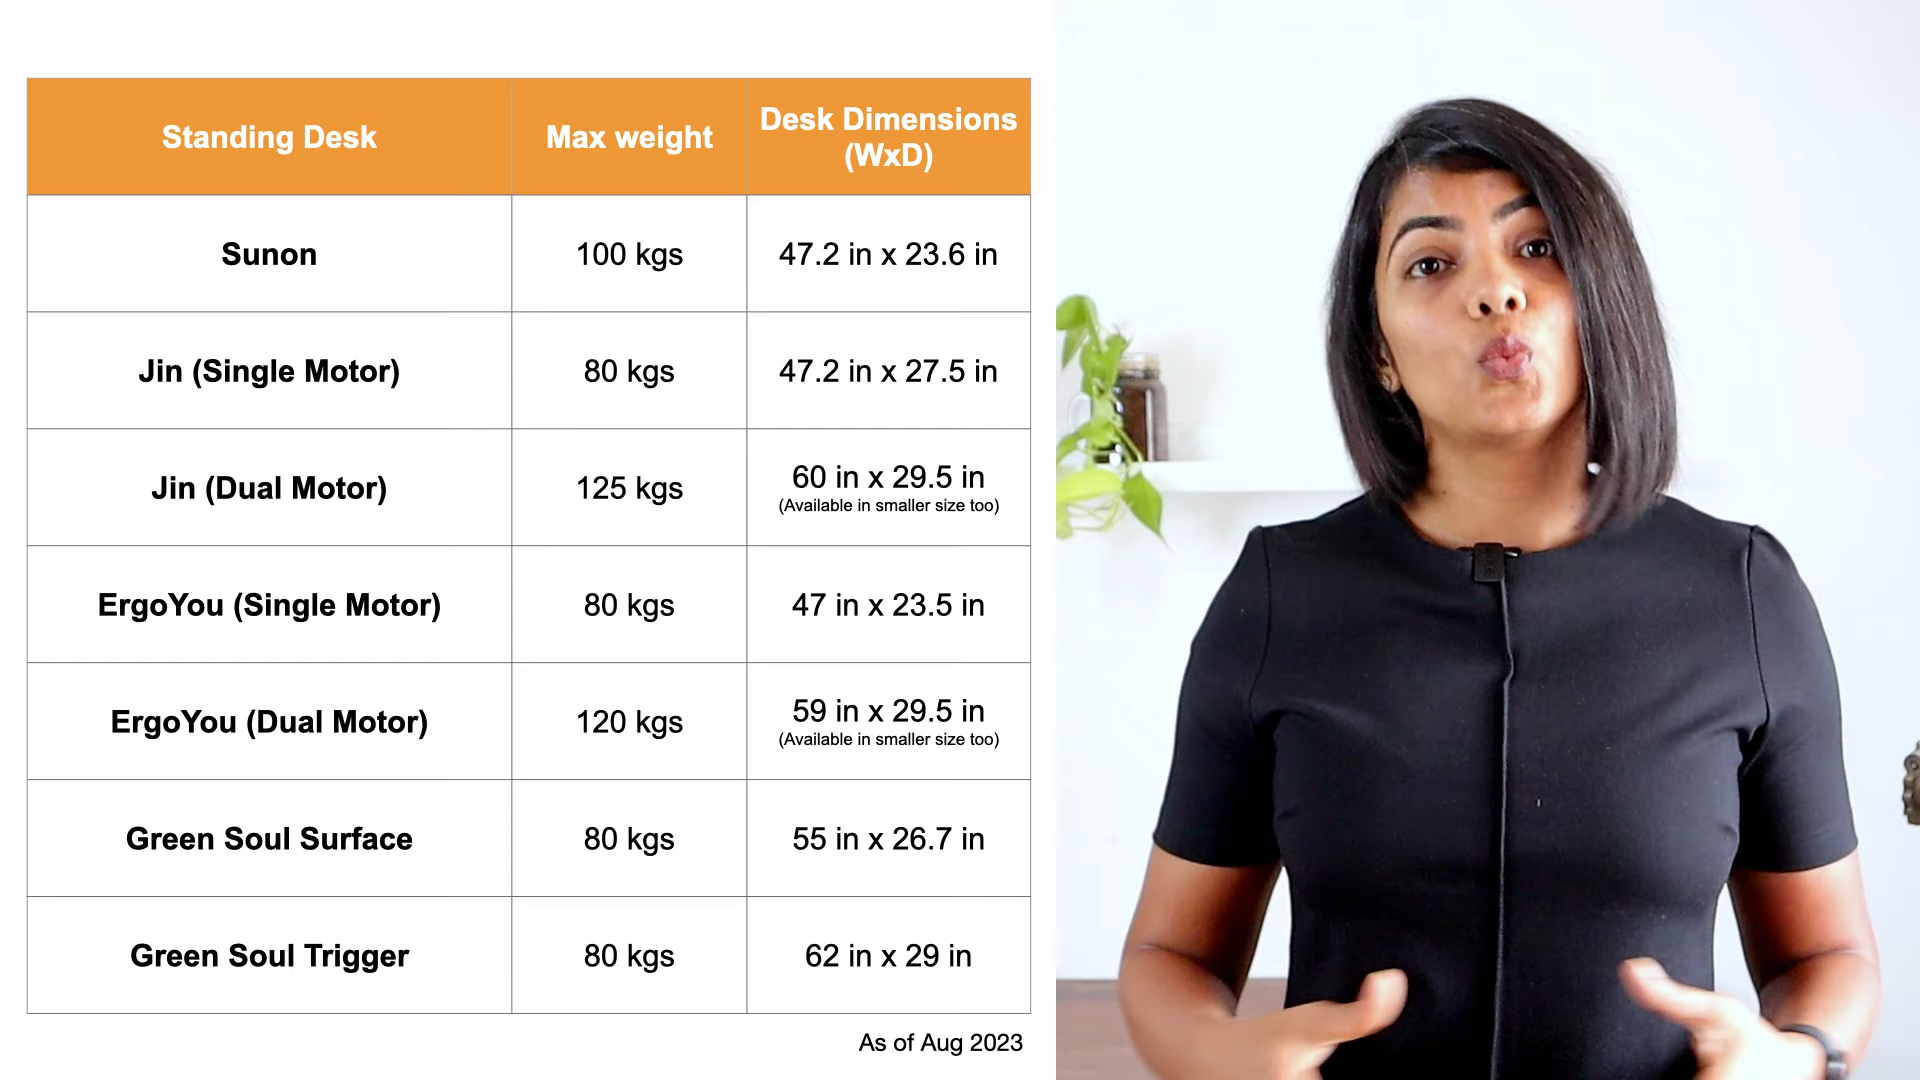 Standing Desk
Max weight
Desk Dimensions
(WxD)
Sunon
100 kgs
47.2 in x 23.6 in
Jin (Single Motor)
80 kgs
47.2 in x 27.5 in
Jin (Dual Motor)
125 kgs
60 in x 29.5 in
(Available in smaller size too)
ErgoYou (Single Motor)
80 kgs
47 in x 23.5 in
ErgoYou (Dual Motor)
120 kgs
59 in x 29.5 in
(Available in smaller size too)
Green Soul Surface
80 kgs
55 in x 26.7 in
Green Soul Trigger
80 kgs
62 in x 29 in
As of Aug 2023